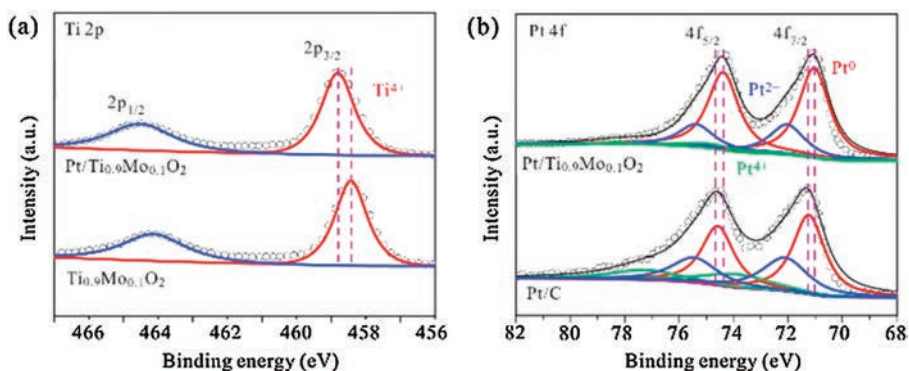 (a)
Ti 2p
2p3/2
2p1/2
Ti4+
Pt/Ti0.9Mo0.1O2
Ti0.9Mo0.1O2
Intensity (a.u.)
466 464 462 460 458 456
Binding energy (eV)
(b)
Pt 4f
4f5/2
4f7/2
Pt0
Pt2−
Pt/Ti0.9Mo0.1O2
Pt4+
Pt/C
Intensity (a.u.)
82 80 78 76 74 72 70 68
Binding energy (eV)